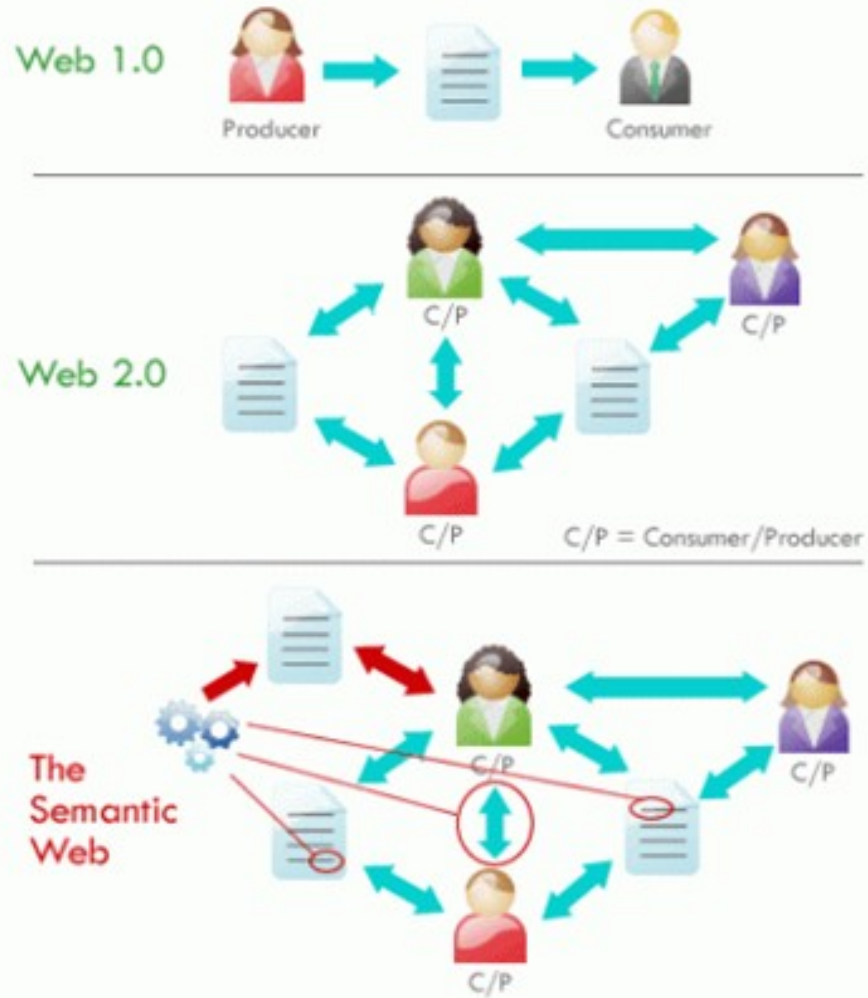 Web 1.0
Producer
Consumer
C/P
C/P
Web 2.0
C/P
C/P = Consumer/Producer
C/P
C/P
The
Semantic
Web
C/P